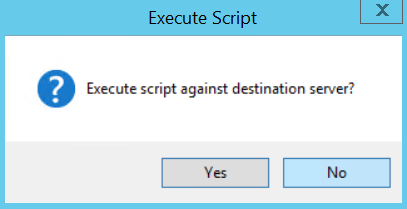 Execute Script
Execute script against destination server?
Yes
No